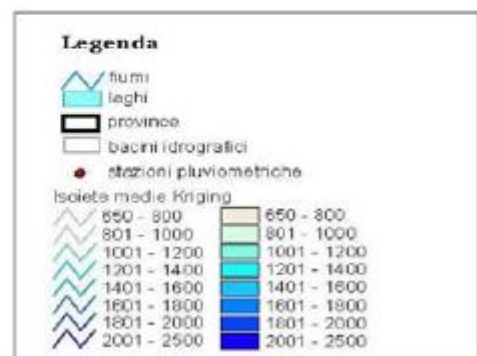 Legenda
fiumi
laghi
province
bacini idrografici
stazioni pluviometriche
Isoiete medie Kriging
650 - 800 650 - 800
801 - 1000 801 - 1000
1001 - 1200 1001 - 1200
1201 - 1400 1201 - 1400
1401 - 1600 1401 - 1600
1601 - 1800 1601 - 1800
1801 - 2000 1801 - 2000
2001 - 2500 2001 - 2500